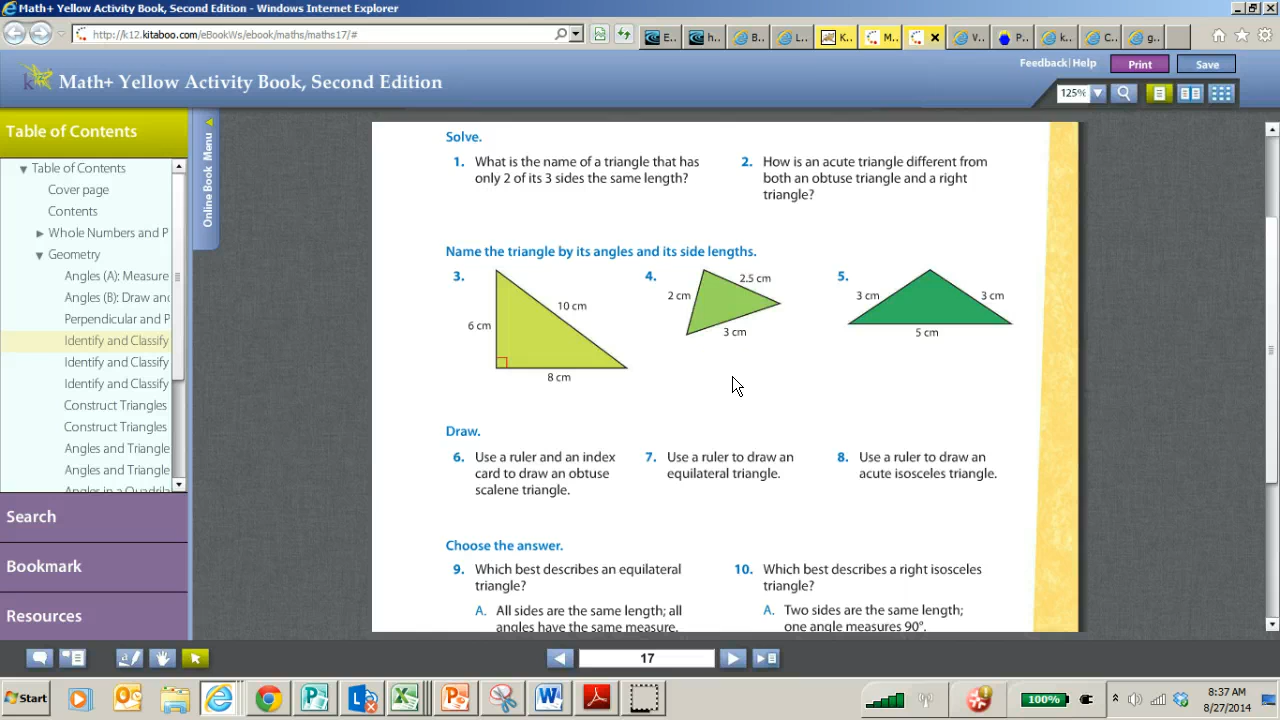 Math+ Yellow Activity Book, Second Edition - Windows Internet Explorer
http://k12.kitaboo.com/eBookWs/ebook/maths/maths17/#
E..
h..
B..
L..
K..
M..
V..
P..
k..
C..
g..
Math+ Yellow Activity Book, Second Edition
Feedback|Help
Print
Save
125%
Table of Contents
Online Book Menu
Table of Contents
Cover page
Contents
Whole Numbers and P
Geometry
Angles (A): Measure
Angles (B): Draw and
Perpendicular and P
Identify and Classify
Identify and Classify
Identify and Classify
Construct Triangles
Construct Triangles
Angles and Triangle
Angles and Triangle
Angles in a Quadrila
Search
Bookmark
Resources
Solve.
1. What is the name of a triangle that has
only 2 of its 3 sides the same length?
2. How is an acute triangle different from
both an obtuse triangle and a right
triangle?
Name the triangle by its angles and its side lengths.
3.
6 cm
10 cm
8 cm
4.
2 cm
2.5 cm
3 cm
5.
3 cm
3 cm
5 cm
Draw.
6. Use a ruler and an index
card to draw an obtuse
scalene triangle.
7. Use a ruler to draw an
equilateral triangle.
8. Use a ruler to draw an
acute isosceles triangle.
Choose the answer.
9. Which best describes an equilateral
triangle?
A. All sides are the same length; all
angles have the same measure.
10. Which best describes a right isosceles
triangle?
A. Two sides are the same length;
one angle measures 90°.
17
Start
100%
8:37 AM
8/27/2014